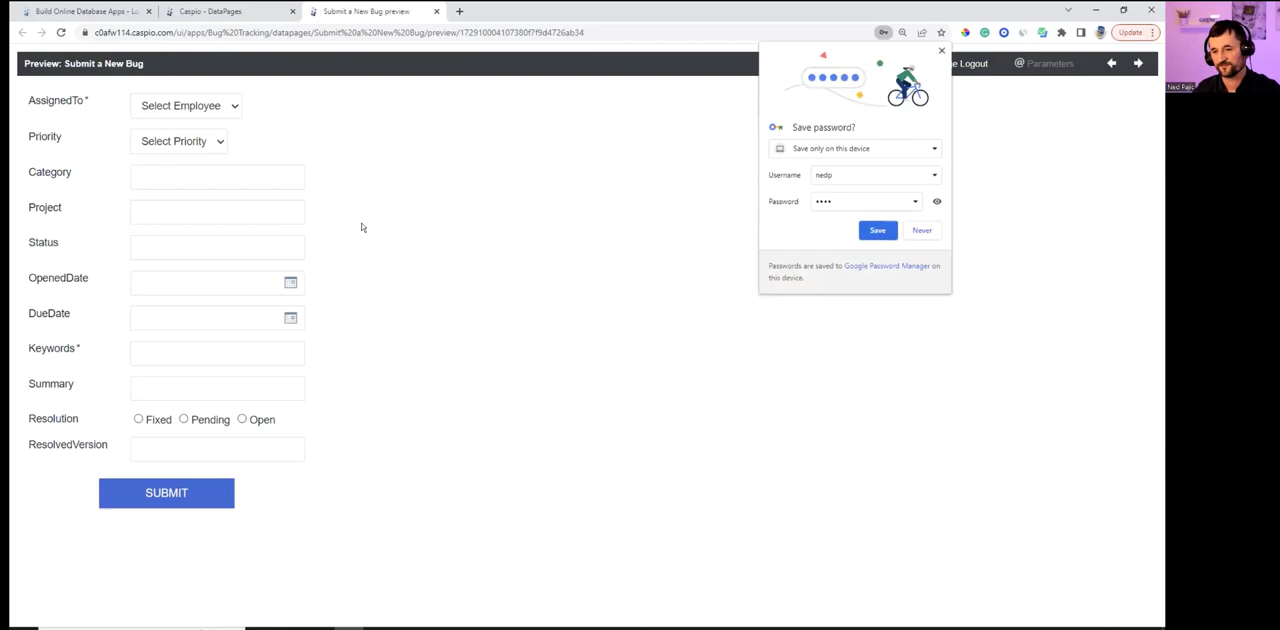 Build Online Database Apps - Lo
Caspio - DataPages
Submit a New Bug preview
c0afw114.caspio.com/ui/apps/Bug%20Tracking/datapages/Submit%20a%20New%20Bug/preview/172910004107380f7f9d4726ab34
Update
Preview: Submit a New Bug
Logout
@ Parameters
AssignedTo *
Select Employee
Priority
Select Priority
Category
Project
Status
OpenedDate
DueDate
Keywords *
Summary
Resolution
Fixed
Pending
Open
ResolvedVersion
SUBMIT
Save password?
Save only on this device
Username
nedp
Password
••••
Save
Never
Passwords are saved to Google Password Manager on
this device.
Ned Pajic